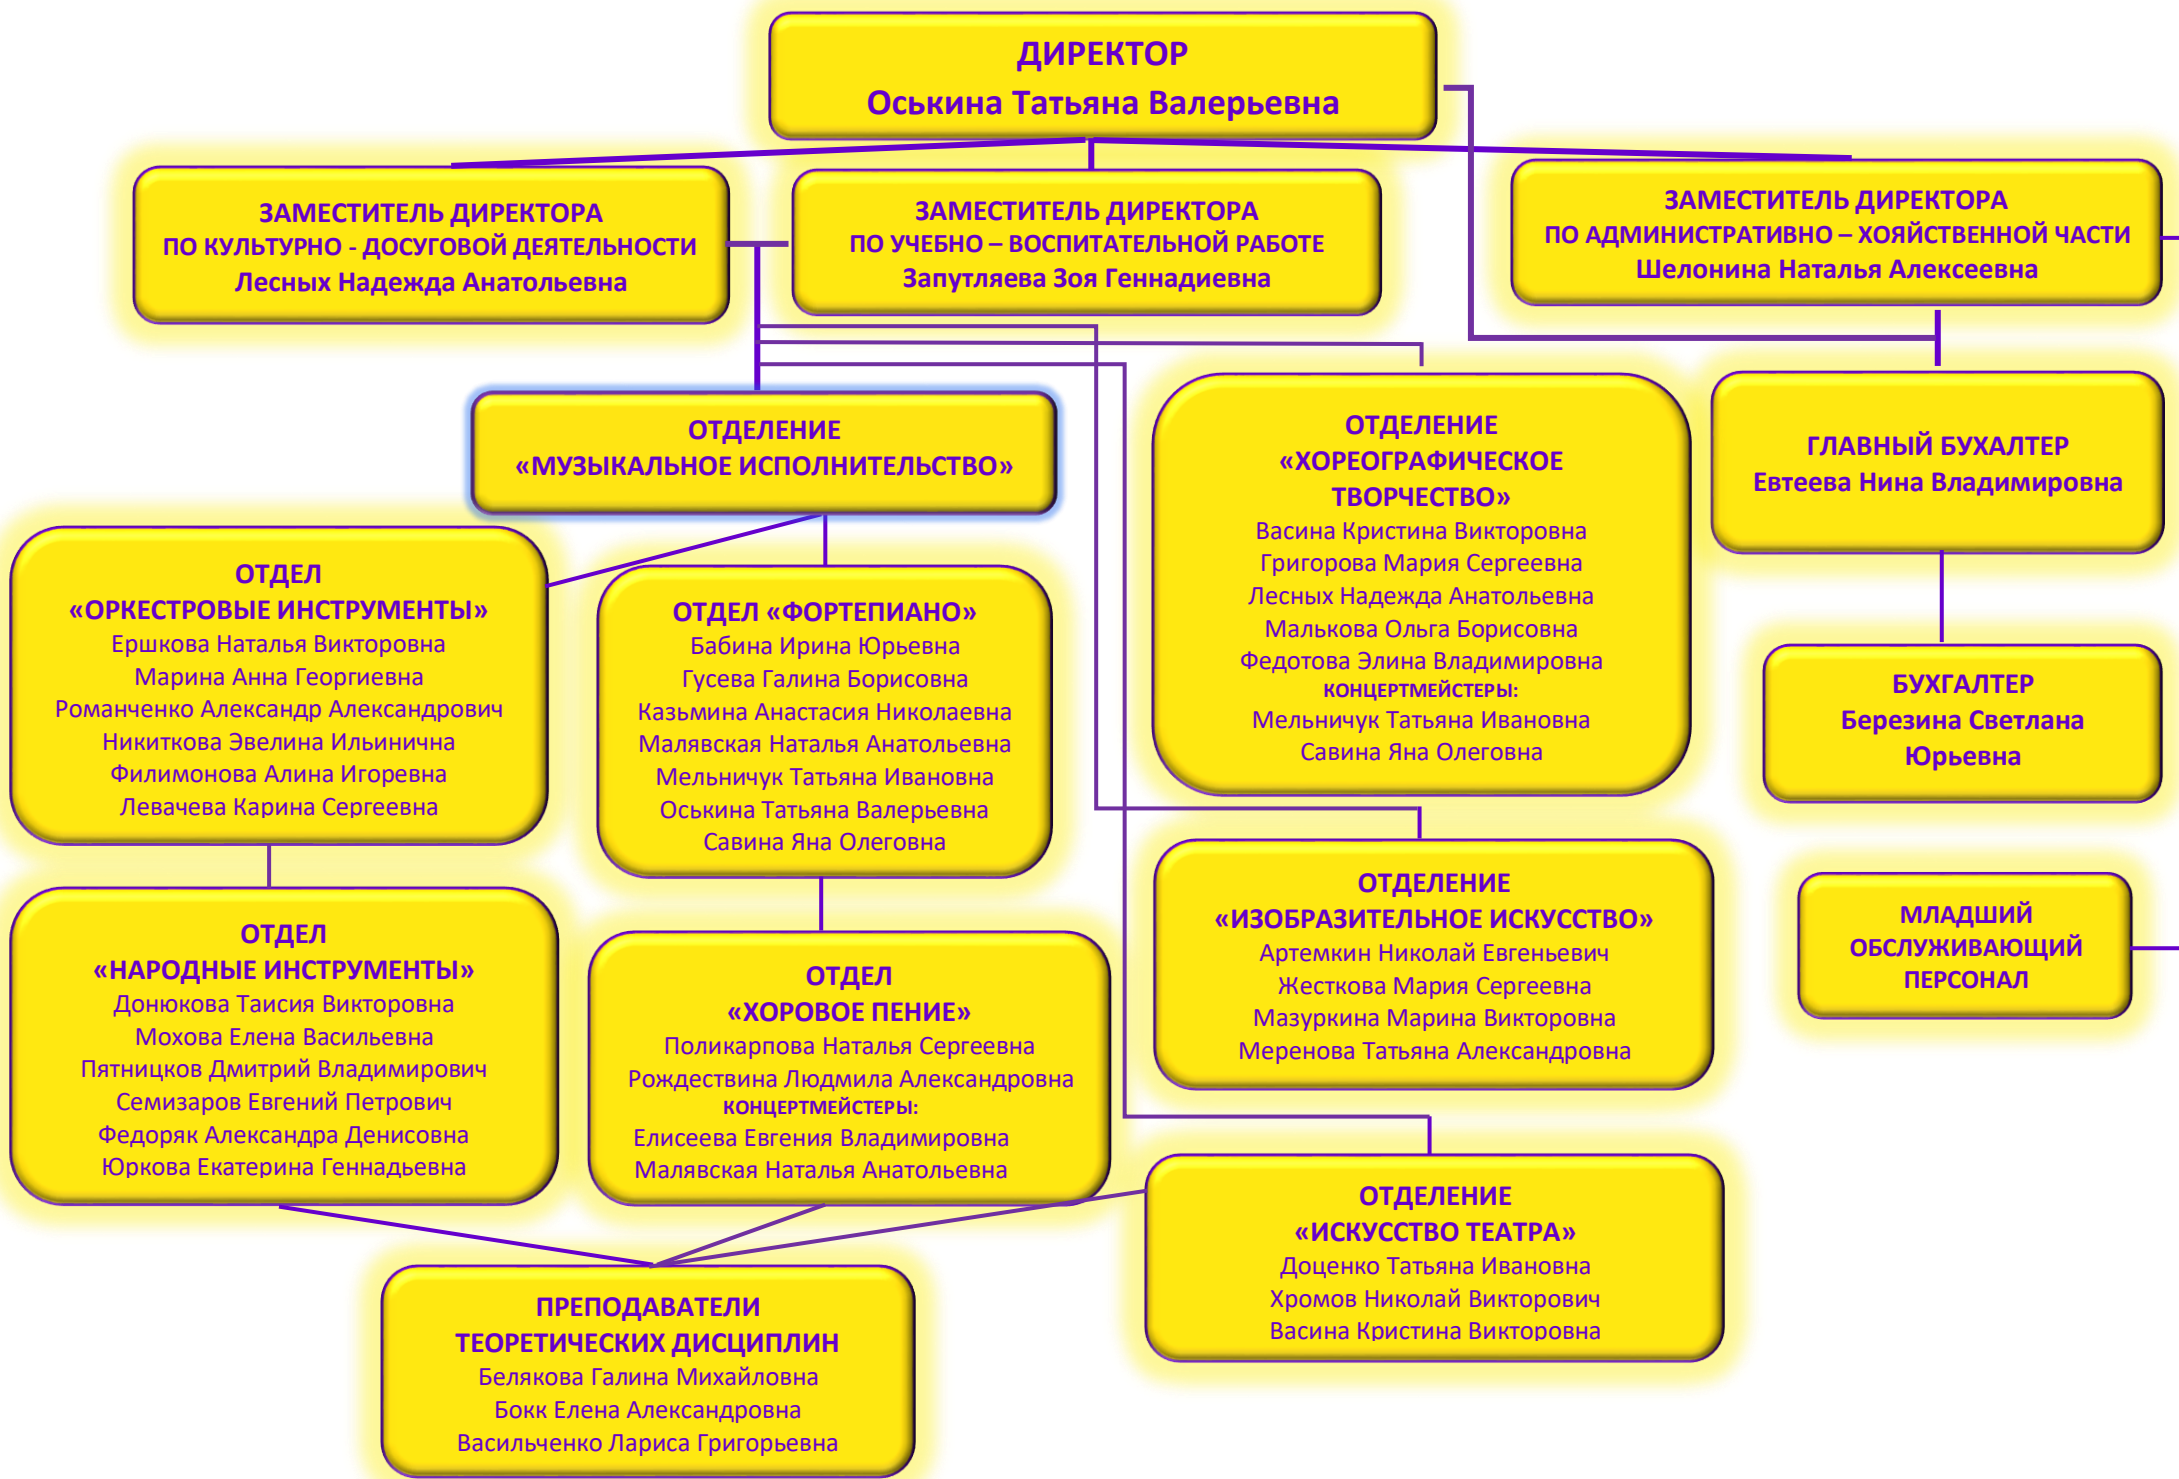 ДИРЕКТОР
Оськина Татьяна Валерьевна
ЗАМЕСТИТЕЛЬ ДИРЕКТОРА
ПО КУЛЬТУРНО - ДОСУГОВОЙ ДЕЯТЕЛЬНОСТИ
Лесных Надежда Анатольевна
ЗАМЕСТИТЕЛЬ ДИРЕКТОРА
ПО УЧЕБНО – ВОСПИТАТЕЛЬНОЙ РАБОТЕ
Запутляева Зоя Геннадиевна
ЗАМЕСТИТЕЛЬ ДИРЕКТОРА
ПО АДМИНИСТРАТИВНО – ХОЯЙСТВЕННОЙ ЧАСТИ
Шелонина Наталья Алексеевна
ОТДЕЛЕНИЕ
«МУЗЫКАЛЬНОЕ ИСПОЛНИТЕЛЬСТВО»
ОТДЕЛЕНИЕ
«ХОРЕОГРАФИЧЕСКОЕ
ТВОРЧЕСТВО»
Васина Кристина Викторовна
Григорова Мария Сергеевна
Лесных Надежда Анатольевна
Малькова Ольга Борисовна
Федотова Элина Владимировна
КОНЦЕРТМЕЙСТЕРЫ:
Мельничук Татьяна Ивановна
Савина Яна Олеговна
ГЛАВНЫЙ БУХАЛТЕР
Евтеева Нина Владимировна
ОТДЕЛ
«ОРКЕСТРОВЫЕ ИНСТРУМЕНТЫ»
Ершкова Наталья Викторовна
Марина Анна Георгиевна
Романченко Александр Александрович
Никиткова Эвелина Ильинична
Филимонова Алина Игоревна
Левачева Карина Сергеевна
ОТДЕЛ «ФОРТЕПИАНО»
Бабина Ирина Юрьевна
Гусева Галина Борисовна
Казьмина Анастасия Николаевна
Малявская Наталья Анатольевна
Мельничук Татьяна Ивановна
Оськина Татьяна Валерьевна
Савина Яна Олеговна
БУХГАЛТЕР
Березина Светлана
Юрьевна
ОТДЕЛ
«НАРОДНЫЕ ИНСТРУМЕНТЫ»
Донюкова Таисия Викторовна
Мохова Елена Васильевна
Пятницков Дмитрий Владимирович
Семизаров Евгений Петрович
Федоряк Александра Денисовна
Юркова Екатерина Геннадьевна
ОТДЕЛ
«ХОРОВОЕ ПЕНИЕ»
Поликарпова Наталья Сергеевна
Рождествина Людмила Александровна
КОНЦЕРТМЕЙСТЕРЫ:
Елисеева Евгения Владимировна
Малявская Наталья Анатольевна
ОТДЕЛЕНИЕ
«ИЗОБРАЗИТЕЛЬНОЕ ИСКУССТВО»
Артемкин Николай Евгеньевич
Жесткова Мария Сергеевна
Мазуркина Марина Викторовна
Меренова Татьяна Александровна
МЛАДШИЙ
ОБСЛУЖИВАЮЩИЙ
ПЕРСОНАЛ
ОТДЕЛЕНИЕ
«ИСКУССТВО ТЕАТРА»
Доценко Татьяна Ивановна
Хромов Николай Викторович
Васина Кристина Викторовна
ПРЕПОДАВАТЕЛИ
ТЕОРЕТИЧЕСКИХ ДИСЦИПЛИН
Белякова Галина Михайловна
Бокк Елена Александровна
Васильченко Лариса Григорьевна